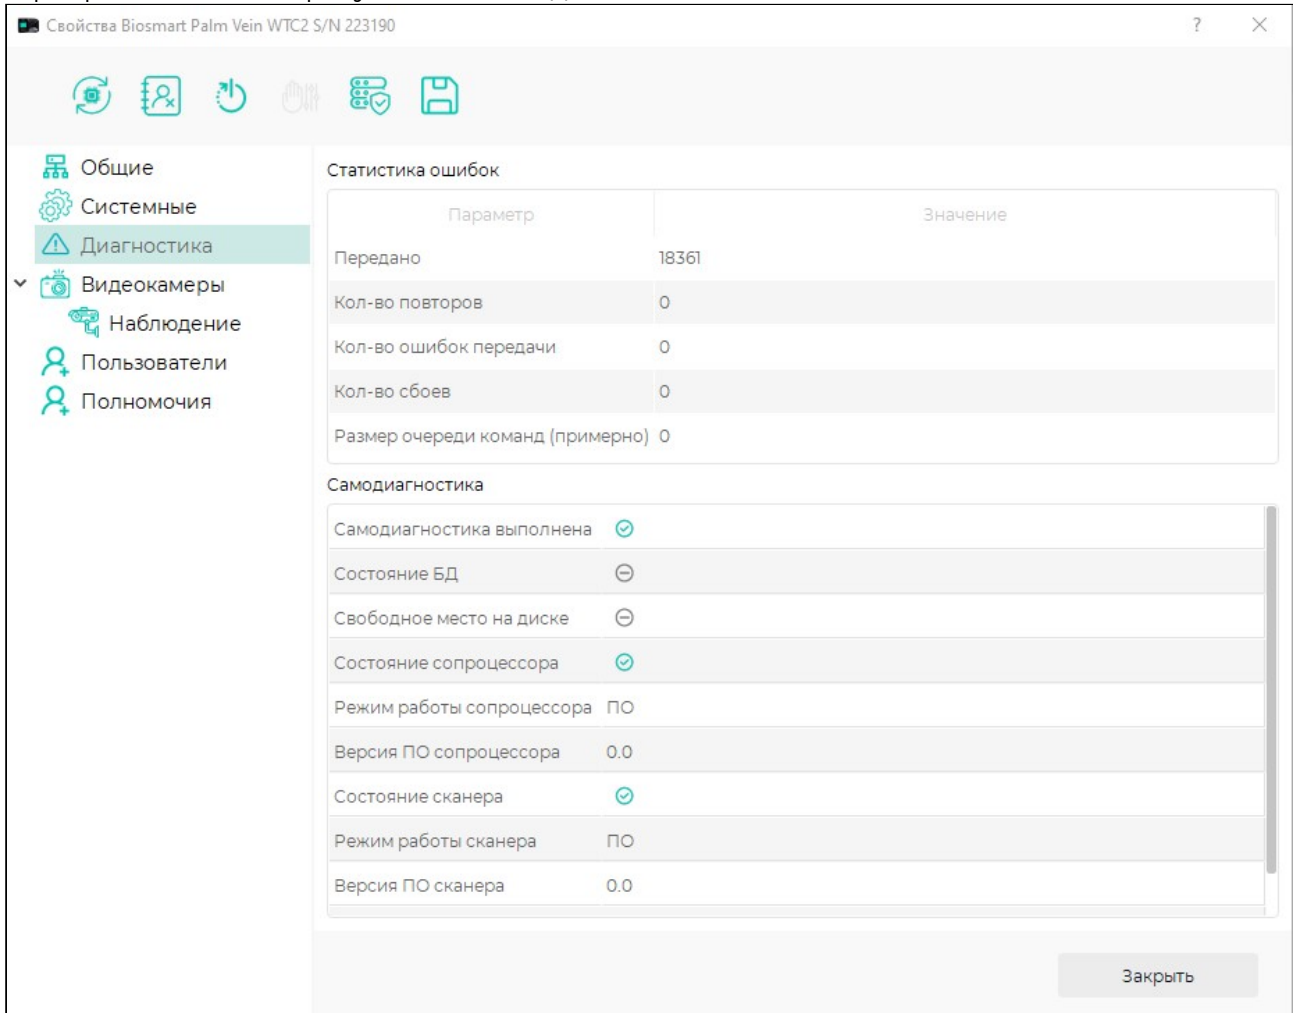 Свойства Biosmart Palm Vein WTC2 S/N 223190
?
Общие
Системные
Диагностика
Видеокамеры
Наблюдение
Пользователи
Полномочия
Статистика ошибок
Параметр Значение
Передано 18361
Кол-во повторов 0
Кол-во ошибок передачи 0
Кол-во сбоев 0
Размер очереди команд (примерно) 0
Самодиагностика
Самодиагностика выполнена
Состояние БД
Свободное место на диске
Состояние сопроцессора
Режим работы сопроцессора ПО
Версия ПО сопроцессора 0.0
Состояние сканера
Режим работы сканера ПО
Версия ПО сканера 0.0
Закрыть